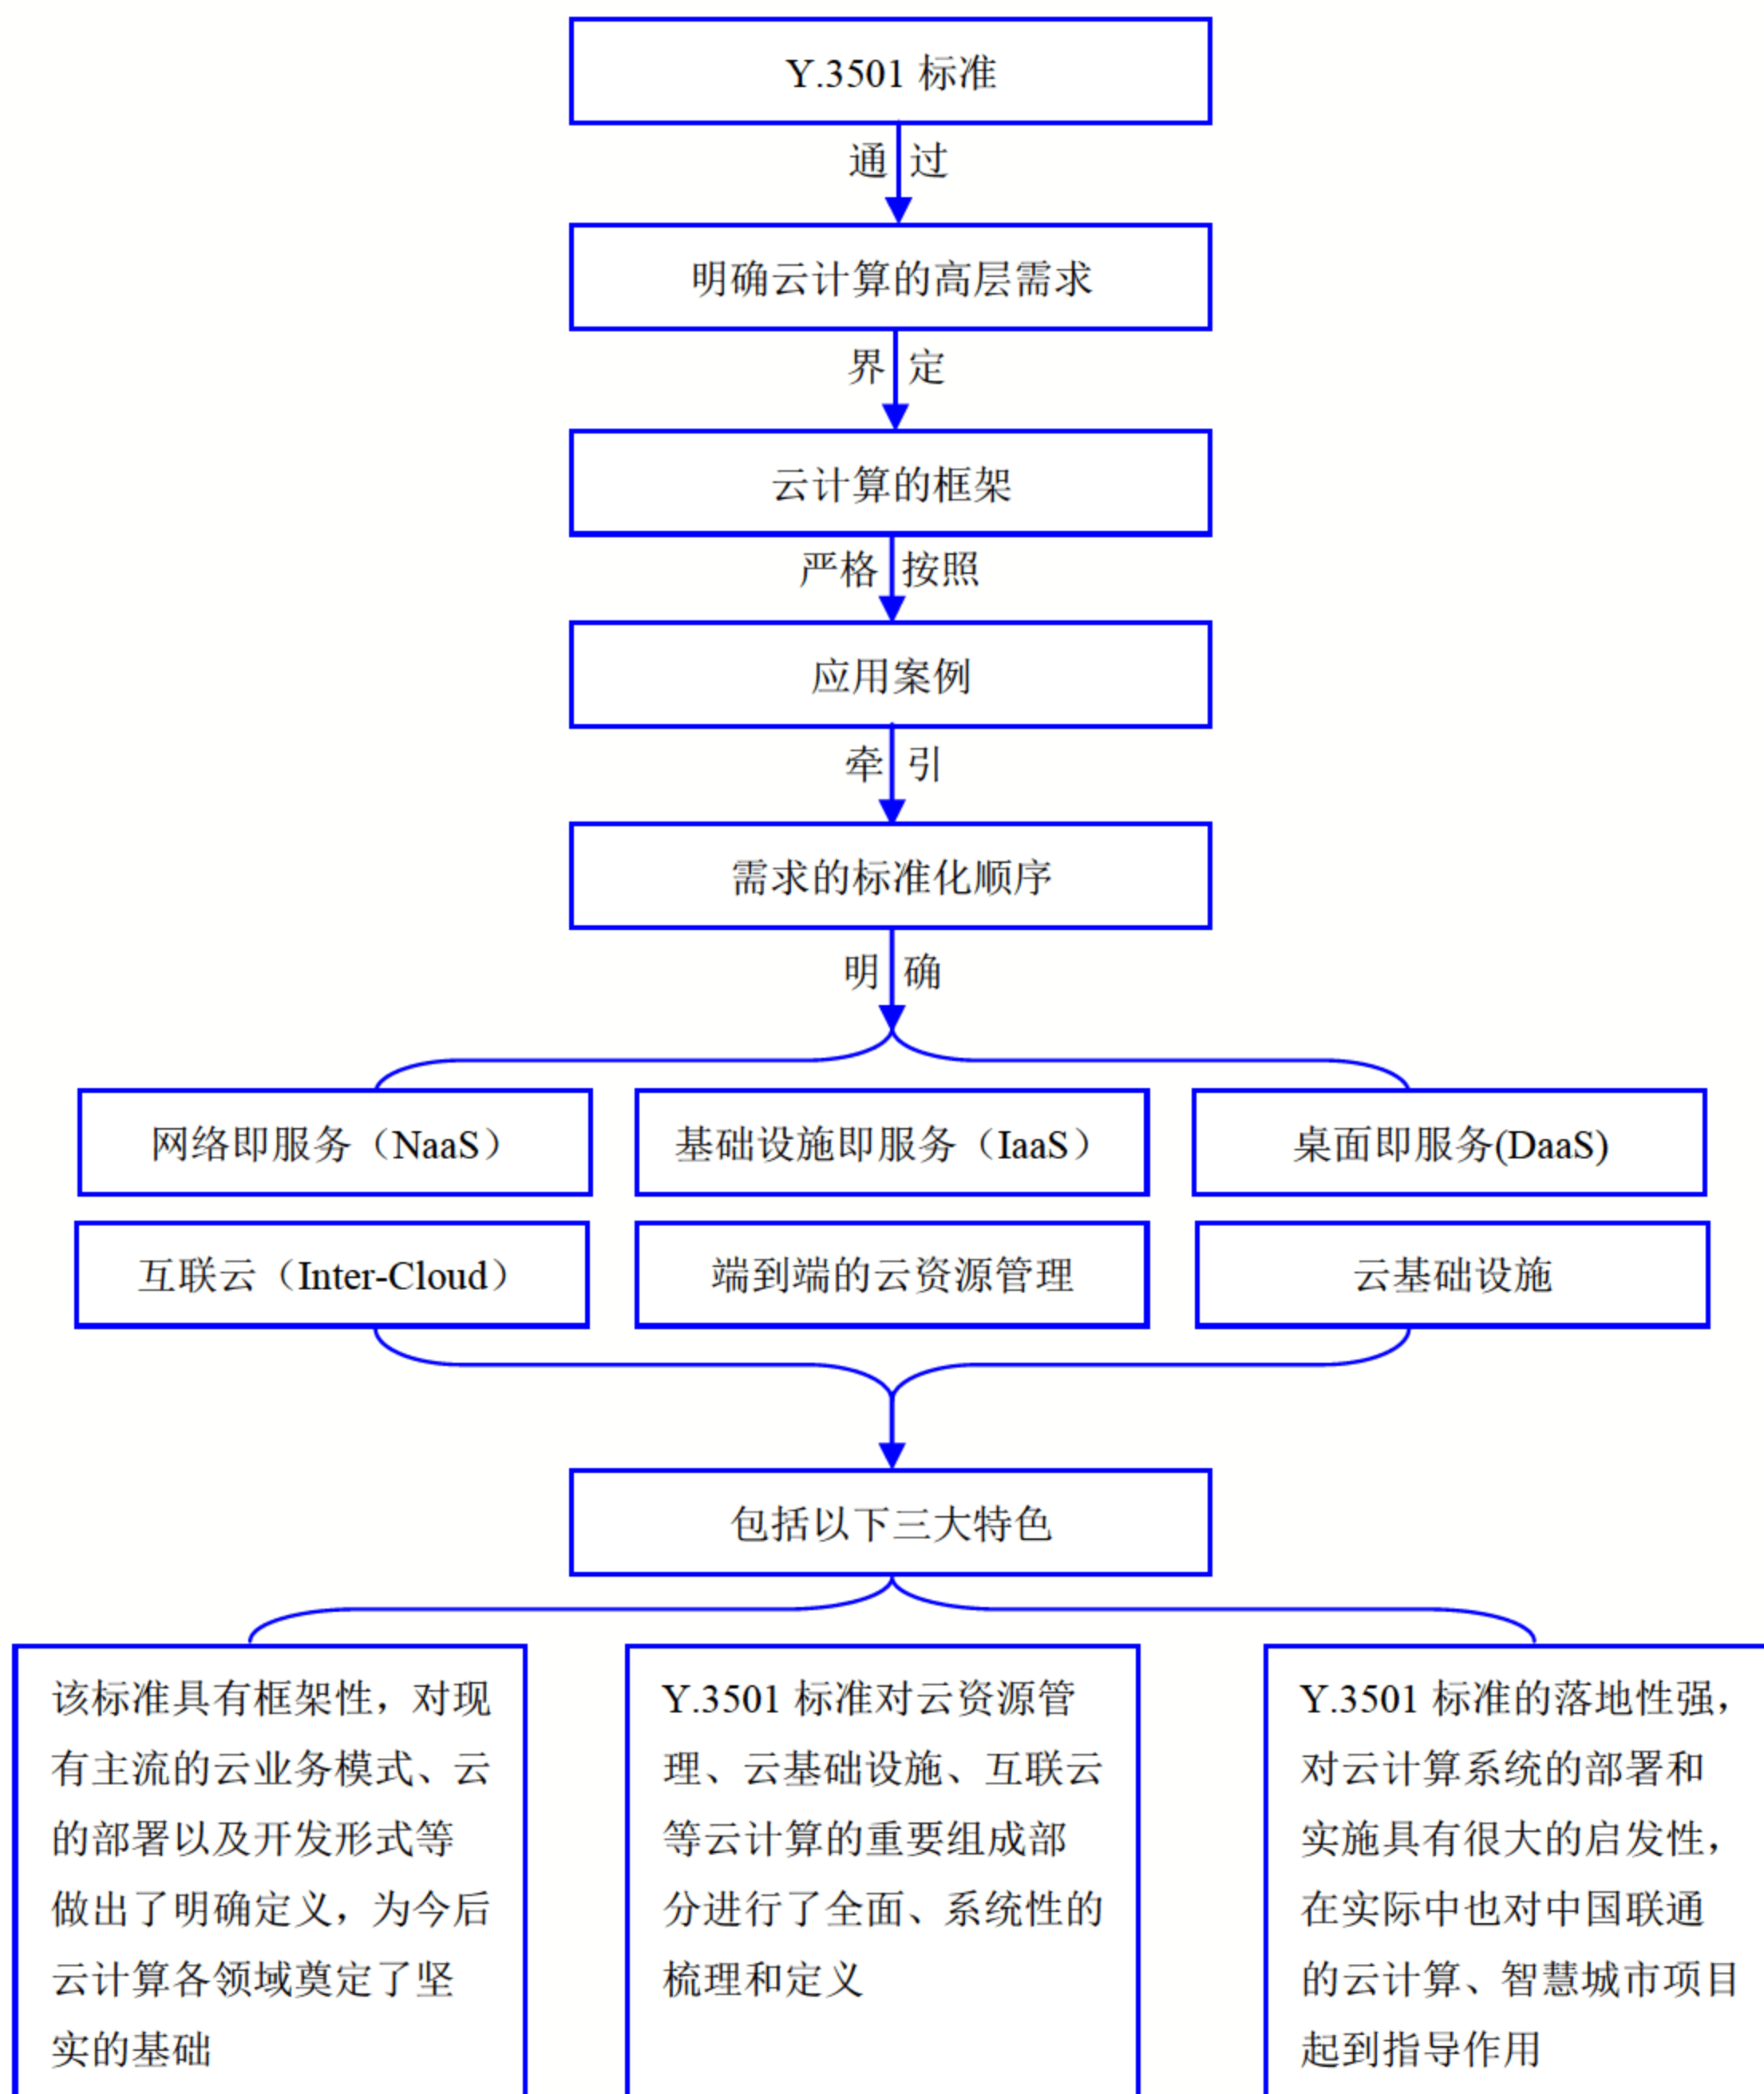 Y.3501 标准
通 过
明确云计算的高层需求
界 定
云计算的框架
严格 按照
应用案例
牵 引
需求的标准化顺序
明 确
网络即服务（NaaS）
基础设施即服务（IaaS）
桌面即服务(DaaS)
互联云（Inter-Cloud）
端到端的云资源管理
云基础设施
包括以下三大特色
该标准具有框架性，对现
有主流的云业务模式、云
的部署以及开发形式等
做出了明确定义，为今后
云计算各领域奠定了坚
实的基础
Y.3501 标准对云资源管
理、云基础设施、互联云
等云计算的重要组成部
分进行了全面、系统性的
梳理和定义
Y.3501 标准的落地性强，
对云计算系统的部署和
实施具有很大的启发性，
在实际中也对中国联通
的云计算、智慧城市项目
起到指导作用